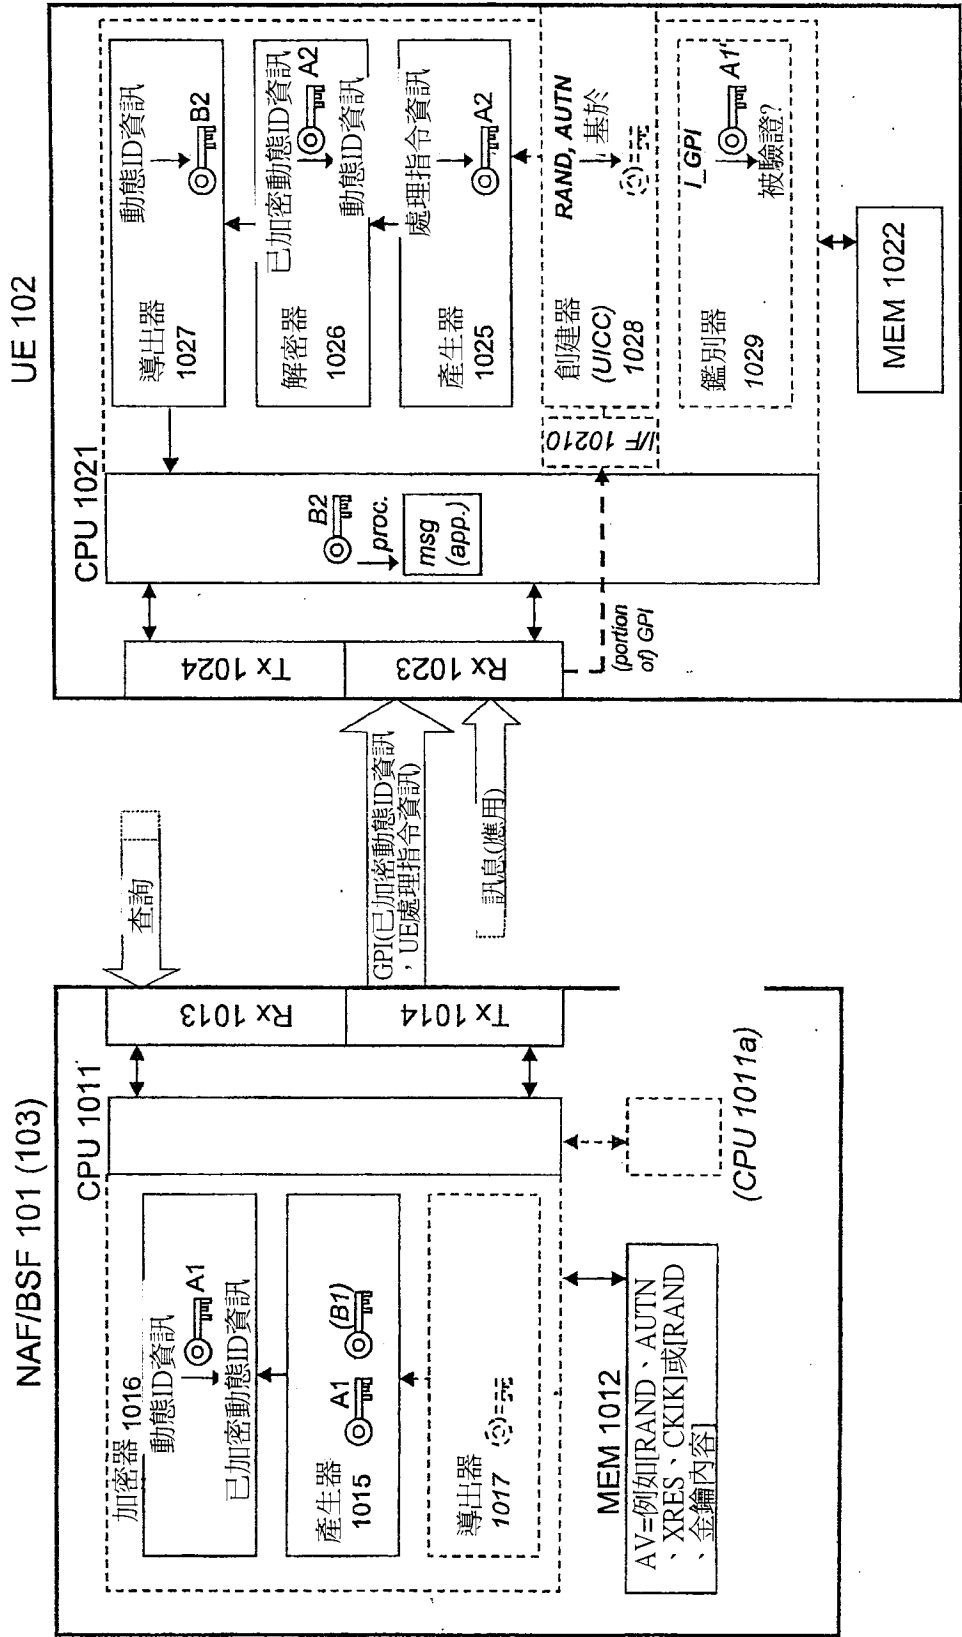 NAF/BSF 101 (103)
CPU 1011
加密器 1016
動態ID資訊
A1
已加密動態ID資訊
產生器
1015
A1
(B1)
導出器
1017
MEM 1012
AV=例如[RAND、AUTN
、XRES、CKIK]或[RAND
、金鑰內容]
(CPU 1011a)
Rx 1013
Tx 1014
查詢
GPI(已加密動態ID資訊
，UE處理指令資訊)
訊息(應用)
UE 102
CPU 1021
Tx 1024
Rx 1023
(portion
of) GPI
B2
proc.
msg
(app.)
I/F 10210
導出器
1027
動態ID資訊
B2
解密器
1026
已加密動態ID資訊
A2
動態ID資訊
產生器
1025
處理指令資訊
A2
創建器
(UICC)
1028
RAND, AUTN
基於
鑑別器
1029
I_GPI
A1'
被驗證?
MEM 1022